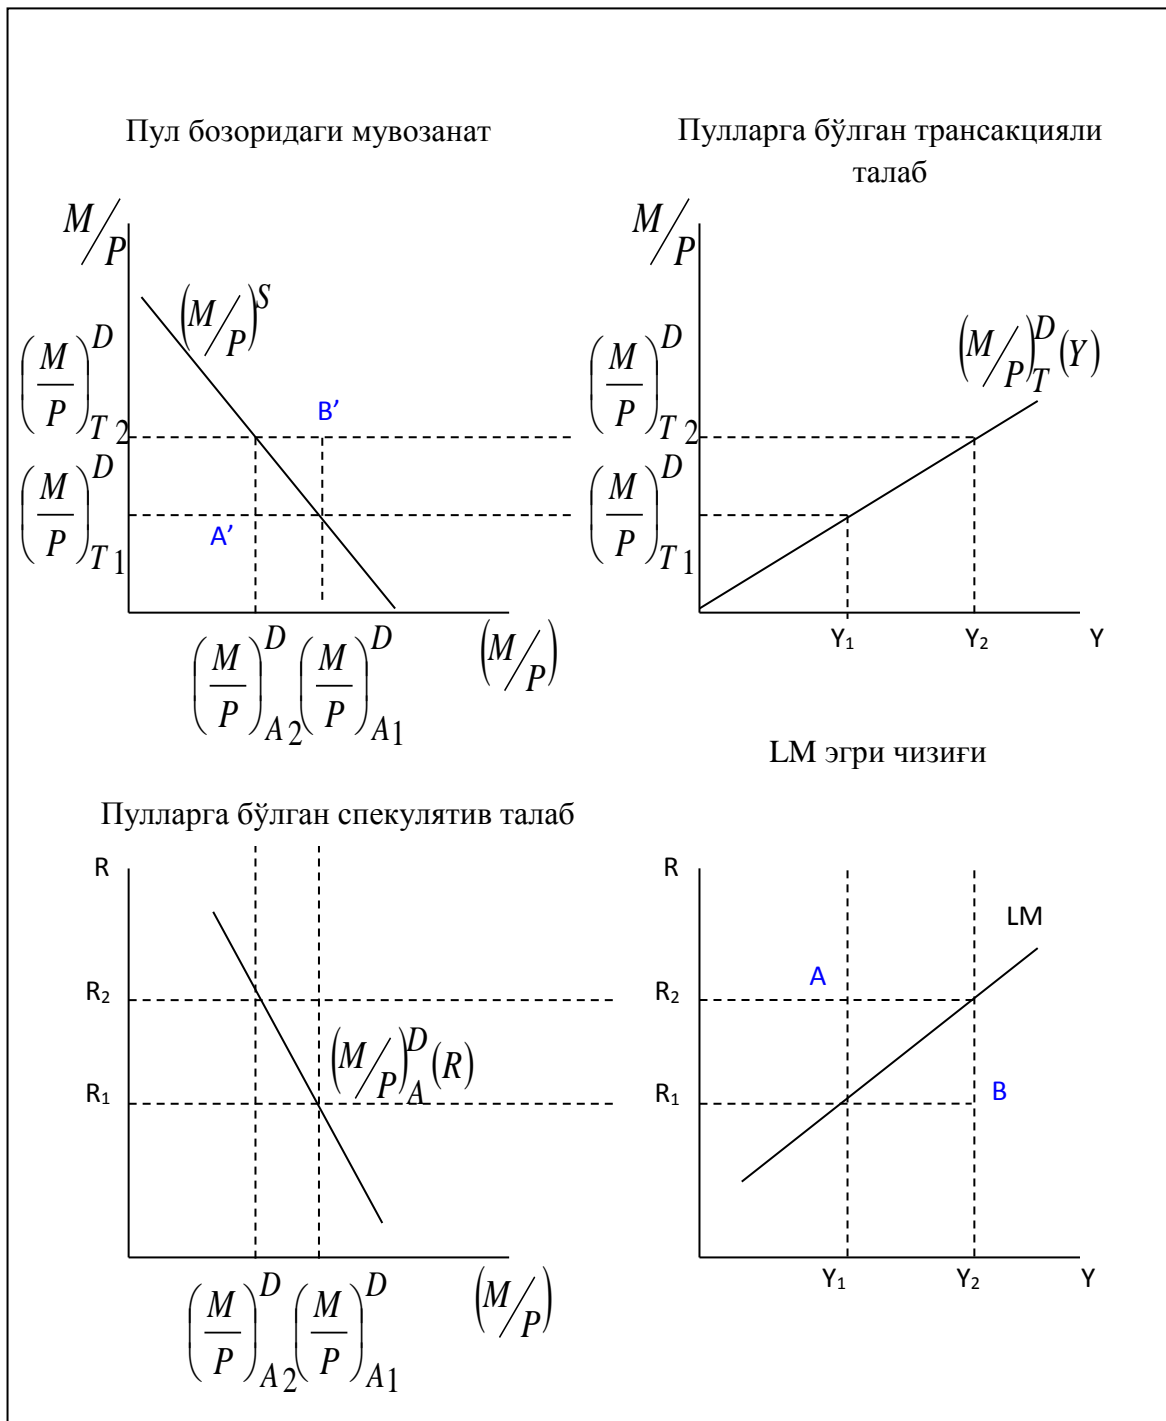 Пул бозоридаги мувозанат
Пулларга бўлган трансакцияли
талаб
M/P
(M/P)^S
(M/P)^D_T2
B’
(M/P)^D_T1
A’
(M/P)^D_A2 (M/P)^D_A1
(M/P)
M/P
(M/P)^D_T (Y)
(M/P)^D_T2
(M/P)^D_T1
Y₁ Y₂ Y
Пулларга бўлган спекулятив талаб
R
R₂
(M/P)^D_A (R)
R₁
(M/P)^D_A2 (M/P)^D_A1
(M/P)
LM эгри чизиғи
R
LM
A
R₂
R₁
B
Y₁ Y₂ Y